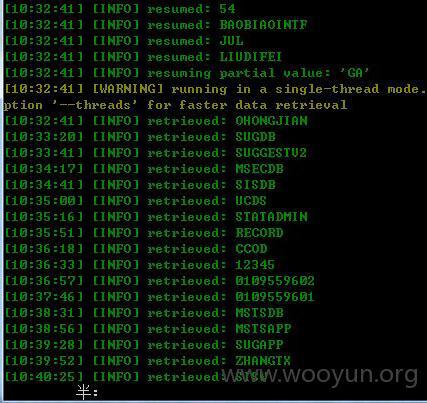 [10:32:41] [INFO] resumed: 54
[10:32:41] [INFO] resumed: BAOBIAOINTF
[10:32:41] [INFO] resumed: JUL
[10:32:41] [INFO] resumed: LIUDIFEI
[10:32:41] [INFO] resuming partial value: 'GA'
[10:32:41] [WARNING] running in a single-thread mode.
ption '--threads' for faster data retrieval
[10:32:41] [INFO] retrieved: OHONGJIAN
[10:33:20] [INFO] retrieved: SUGDB
[10:33:41] [INFO] retrieved: SUGGESTV2
[10:34:17] [INFO] retrieved: MSECDB
[10:34:41] [INFO] retrieved: SISDB
[10:35:00] [INFO] retrieved: UCDS
[10:35:16] [INFO] retrieved: STATADMIN
[10:35:51] [INFO] retrieved: RECORD
[10:36:18] [INFO] retrieved: CCOD
[10:36:33] [INFO] retrieved: 12345
[10:36:57] [INFO] retrieved: 0109559602
[10:37:46] [INFO] retrieved: 0109559601
[10:38:31] [INFO] retrieved: MSTSDB
[10:38:56] [INFO] retrieved: MSTSAPP
[10:39:28] [INFO] retrieved: SUGAPP
[10:39:52] [INFO] retrieved: ZHANGTX
[10:40:25] [INFO] retrieved:
www.wooyun.org
半: